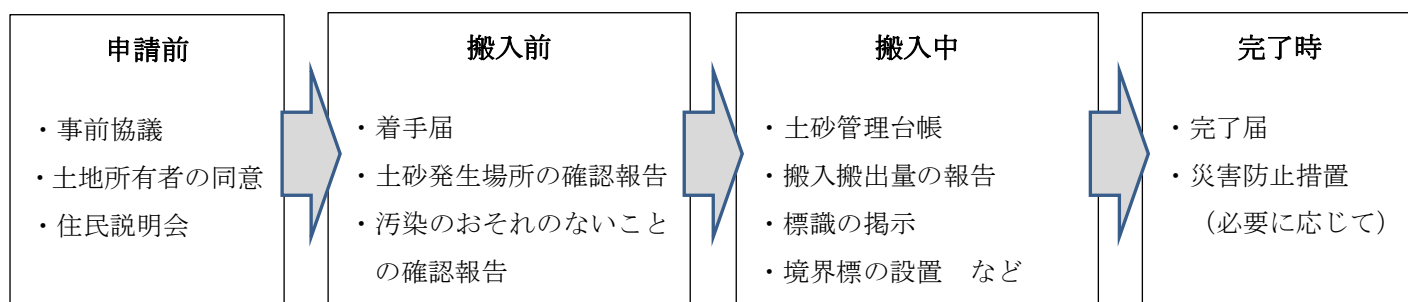 申請前
・事前協議
・土地所有者の同意
・住民説明会
搬入前
・着手届
・土砂発生場所の確認報告
・汚染のおそれのないこと
の確認報告
搬入中
・土砂管理台帳
・搬入搬出量の報告
・標識の掲示
・境界標の設置　など
完了時
・完了届
・災害防止措置
（必要に応じて）